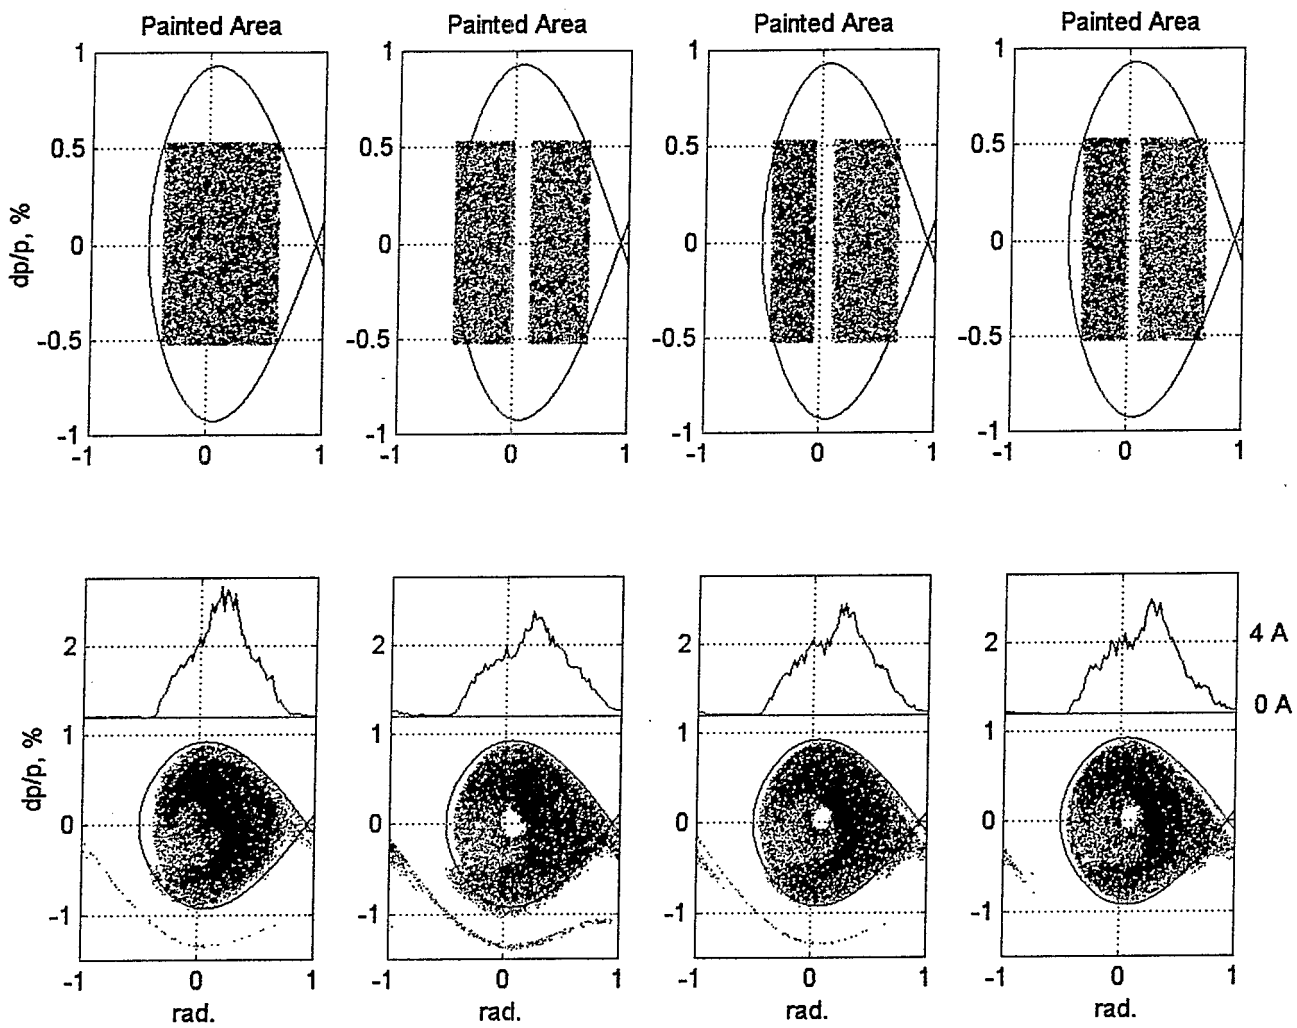 Painted Area Painted Area Painted Area Painted Area
1 1 1 1
0.5 0.5 0.5 0.5
dp/p, %
0 0 0 0
-0.5 -0.5 -0.5 -0.5
-1 -1 -1 -1
-1 0 1 -1 0 1 -1 0 1 -1 0 1
2 2 2 2 4 A
0 A
1 1 1 1
dp/p, %
0 0 0 0
-1 -1 -1 -1
-1 0 1 -1 0 1 -1 0 1 -1 0 1
rad. rad. rad. rad.